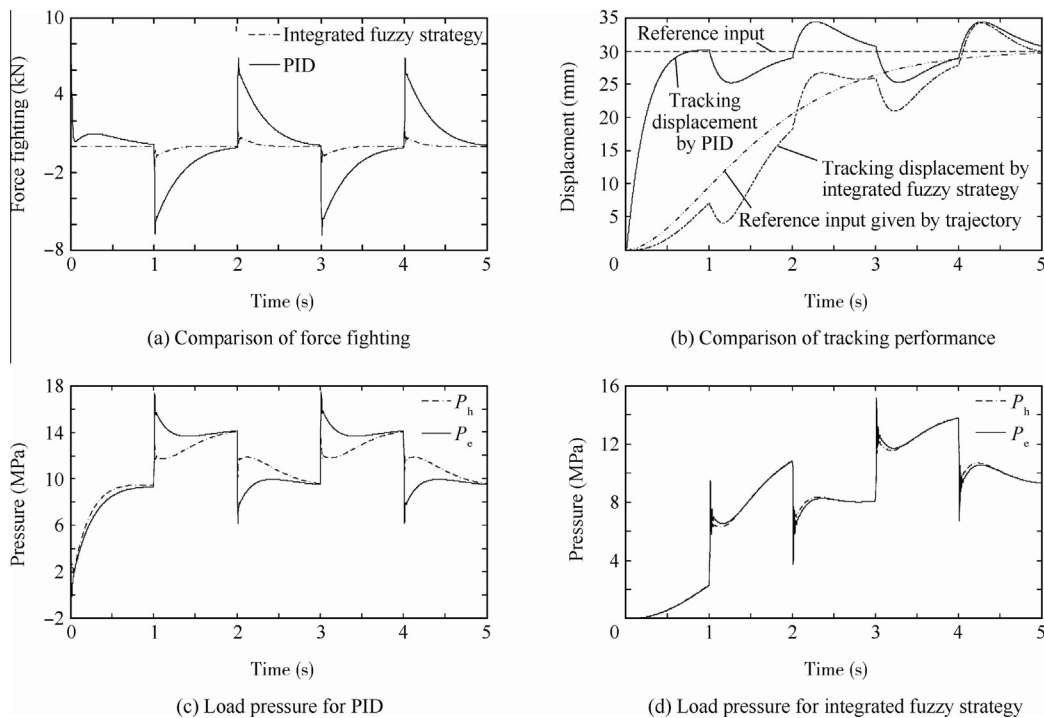 10
4
-2
-8
Force fighting (kN)
Integrated fuzzy strategy
PID
0 1 2 3 4 5
Time (s)
(a) Comparison of force fighting
35
30
25
20
15
10
5
0
Displacment (mm)
Reference input
Tracking
displacement
by PID
Tracking displacement by
integrated fuzzy strategy
Reference input given by trajectory
1 2 3 4 5
Time (s)
(b) Comparison of tracking performance
18
14
10
6
2
-2
Pressure (MPa)
Ph
Pe
0 1 2 3 4 5
Time (s)
(c) Load pressure for PID
16
12
8
4
0
Pressure (MPa)
Ph
Pe
1 2 3 4 5
Time (s)
(d) Load pressure for integrated fuzzy strategy